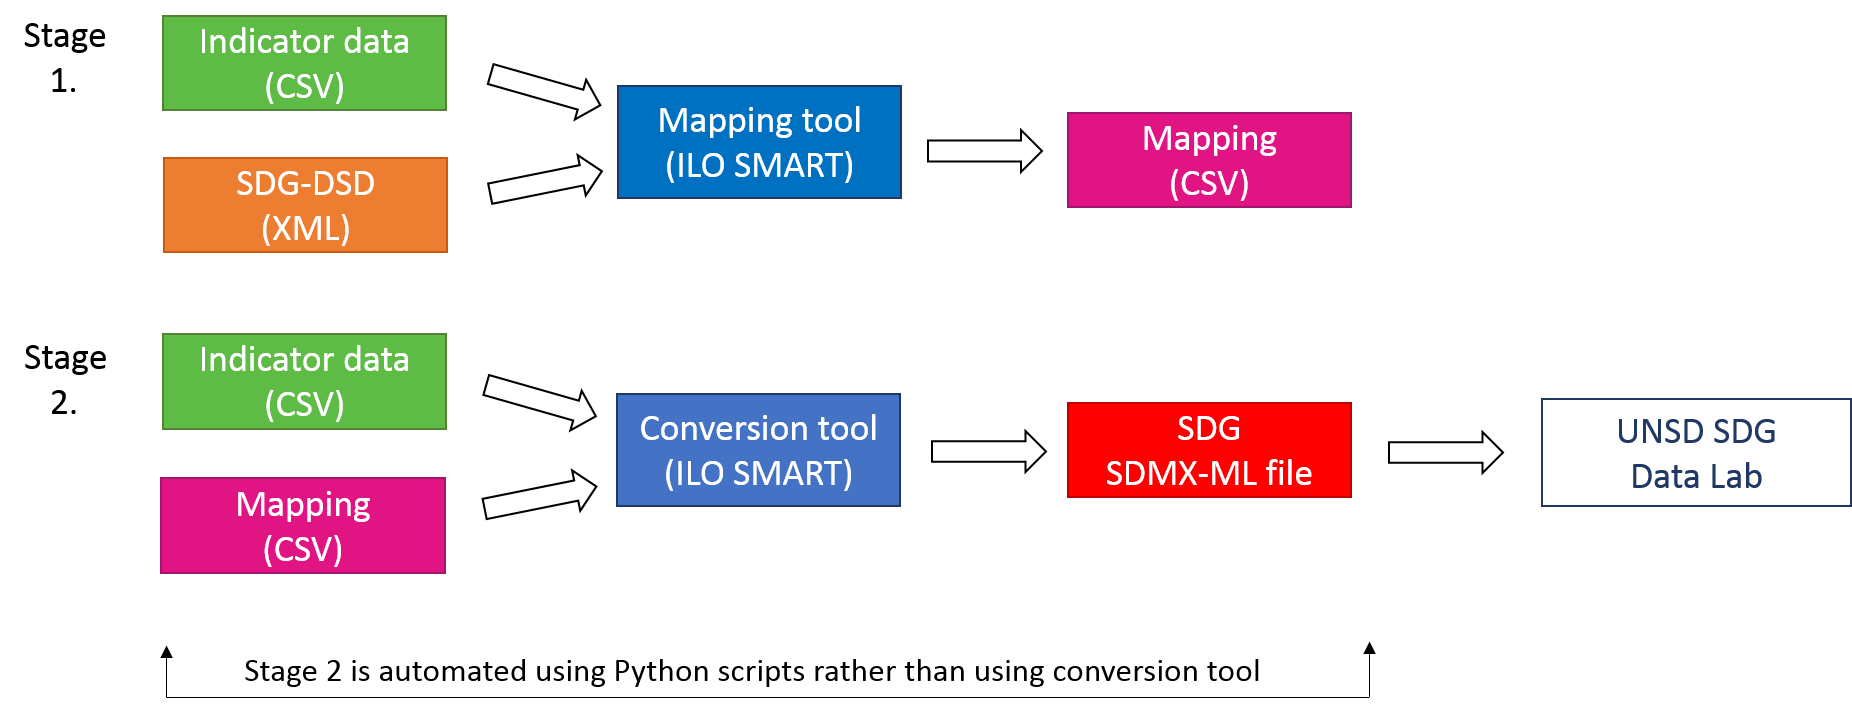 Stage
1.
Indicator data
(CSV)
SDG-DSD
(XML)
Mapping tool
(ILO SMART)
Mapping
(CSV)
Stage
2.
Indicator data
(CSV)
Mapping
(CSV)
Conversion tool
(ILO SMART)
SDG
SDMX-ML file
UNSD SDG
Data Lab
Stage 2 is automated using Python scripts rather than using conversion tool